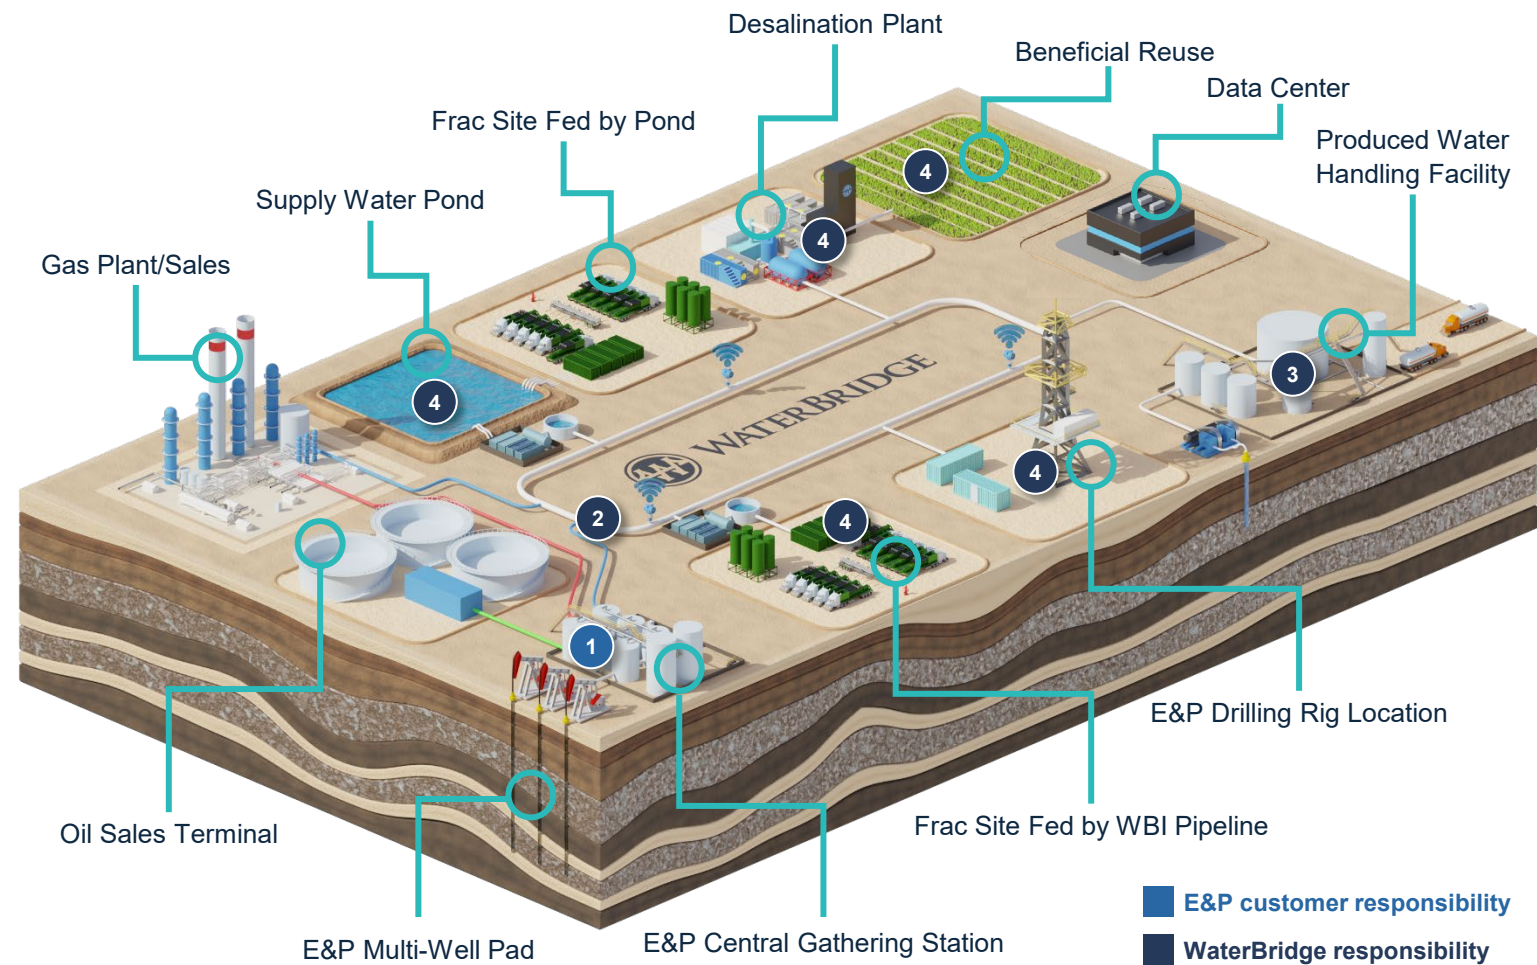 Desalination Plant
Beneficial Reuse
Data Center
Frac Site Fed by Pond
Produced Water
Handling Facility
Supply Water Pond
Gas Plant/Sales
4
4
3
4
WATERBRIDGE
4
2
4
1
E&P Drilling Rig Location
Oil Sales Terminal
Frac Site Fed by WBI Pipeline
E&P Multi-Well Pad
E&P Central Gathering Station
E&P customer responsibility
WaterBridge responsibility